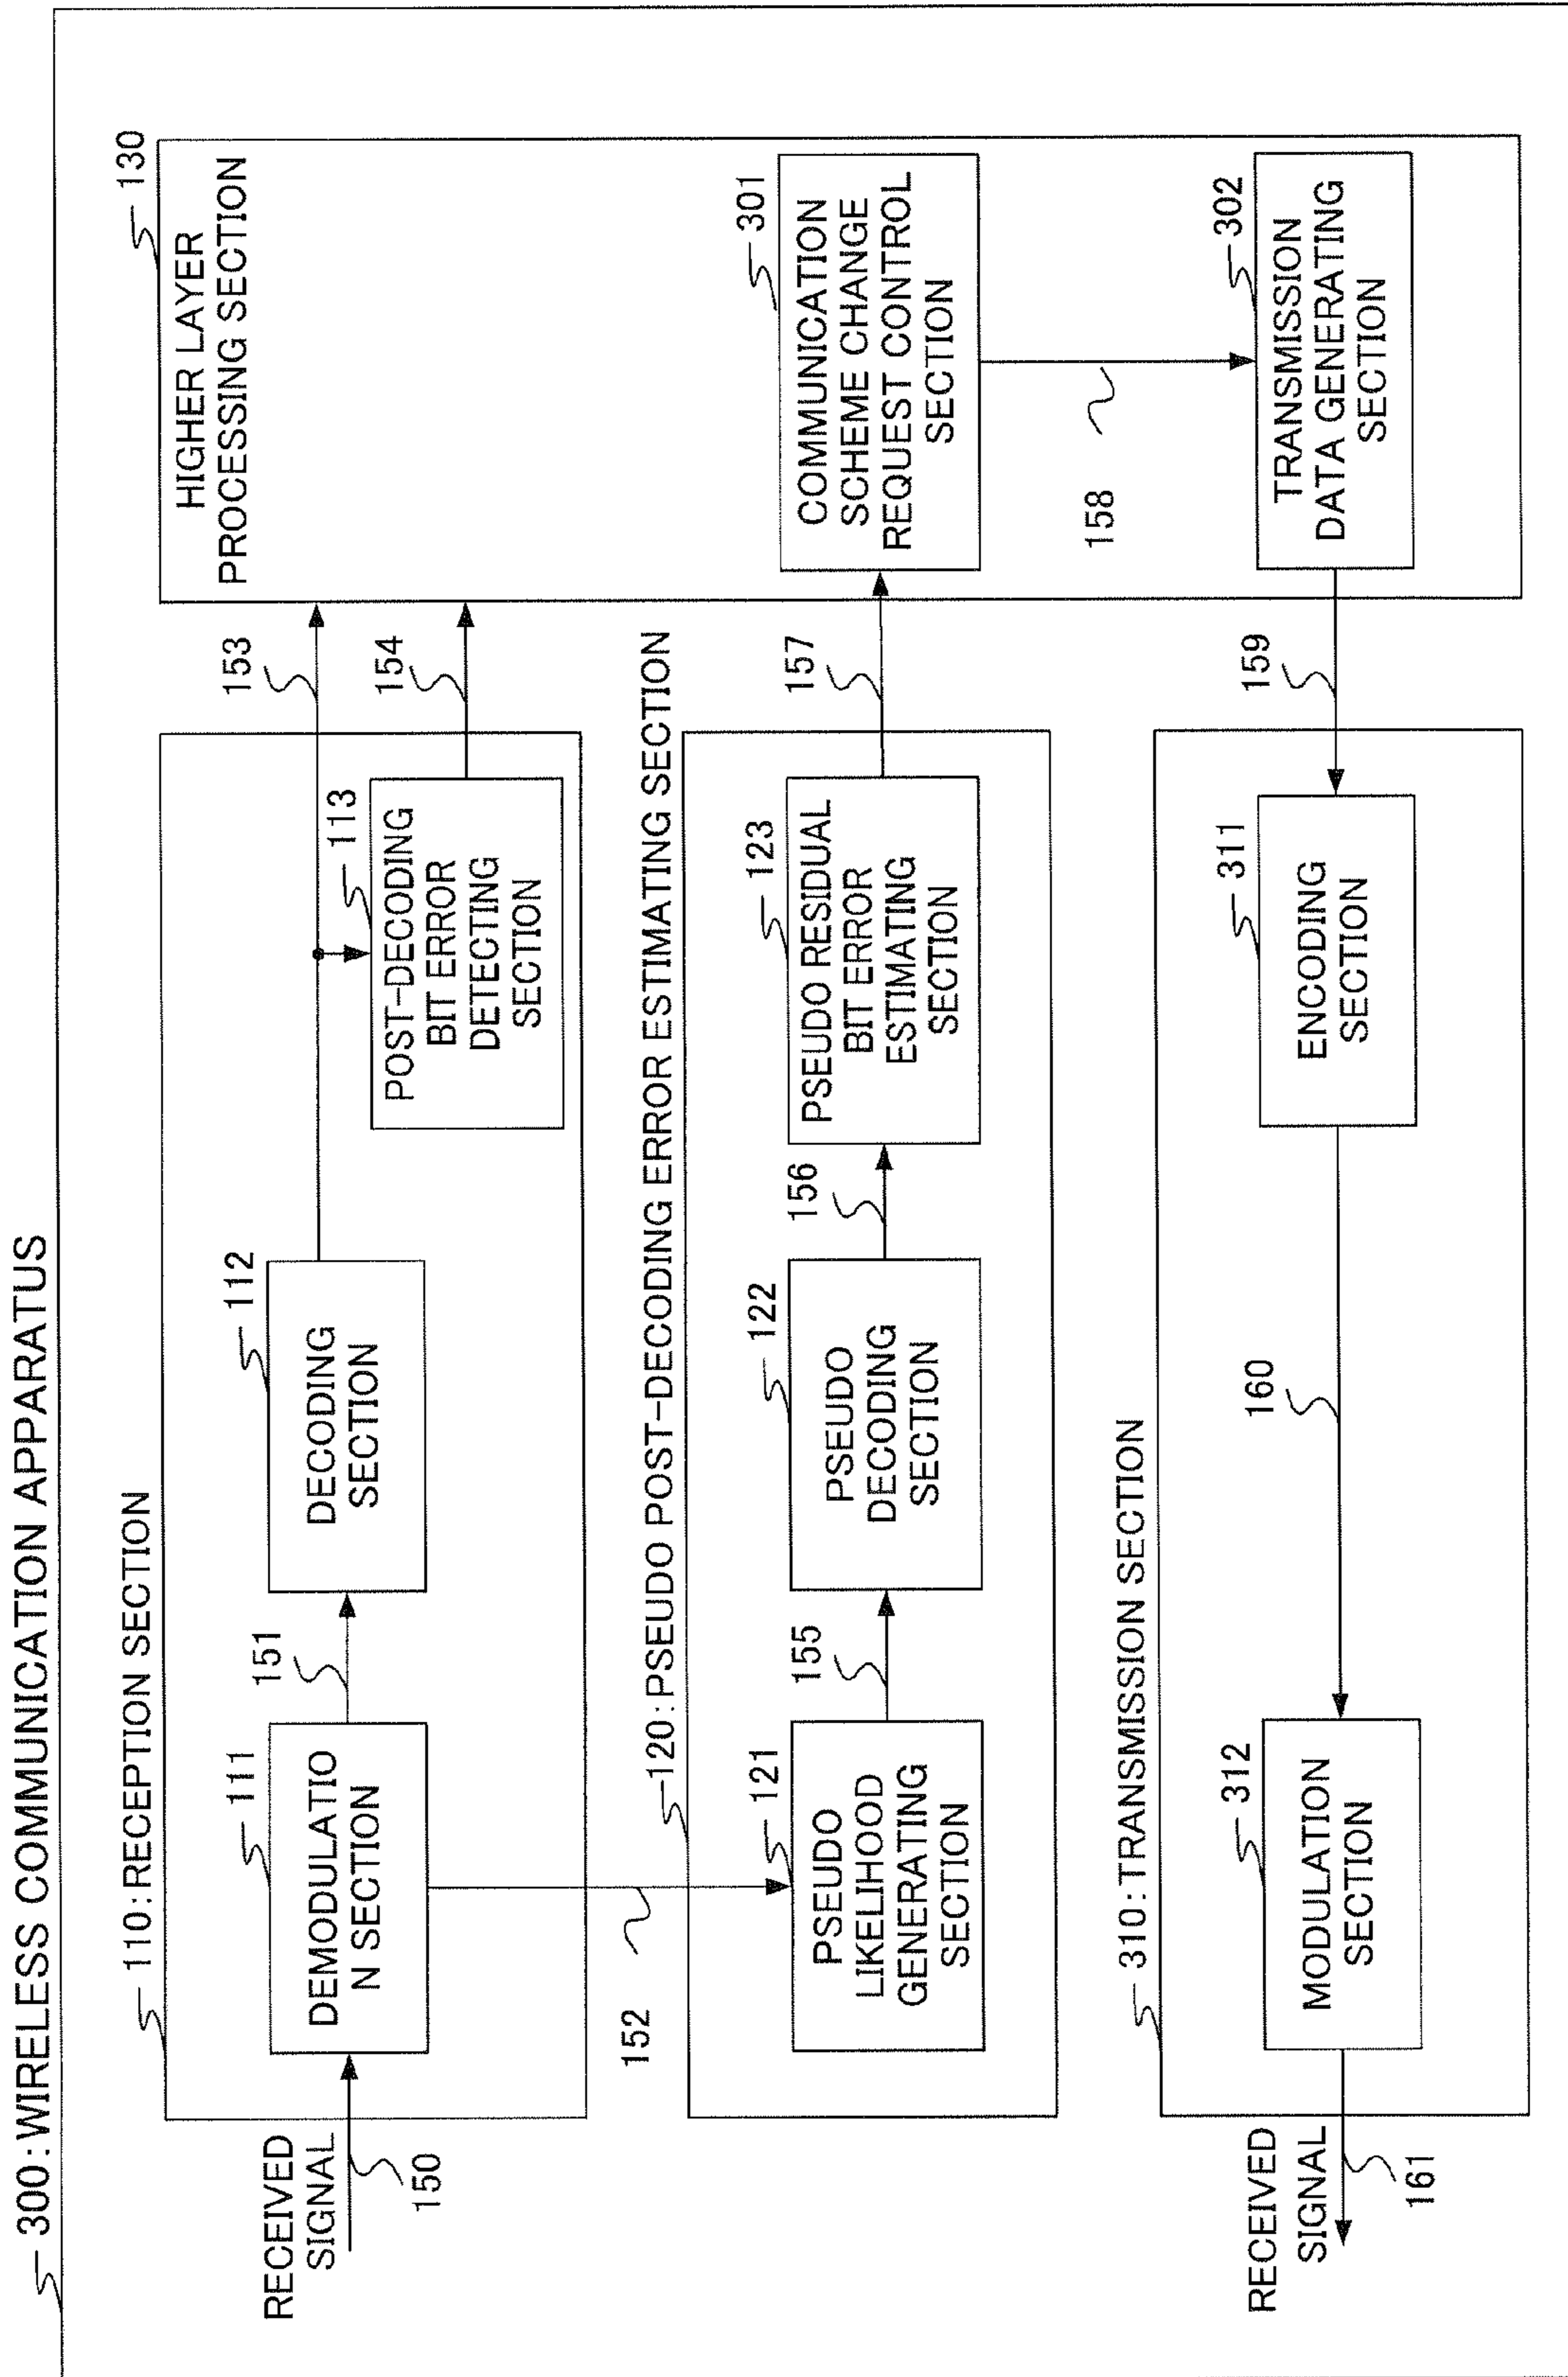 300:WIRELESS COMMUNICATION APPARATUS
110:RECEPTION SECTION
RECEIVED
SIGNAL
150
111
DEMODULATIO
N SECTION
151
112
DECODING
SECTION
113
POST-DECODING
BIT ERROR
DETECTING
SECTION
153
154
130
HIGHER LAYER
PROCESSING SECTION
152
120:PSEUDO POST-DECODING ERROR ESTIMATING SECTION
121
PSEUDO
LIKELIHOOD
GENERATING
SECTION
155
122
PSEUDO
DECODING
SECTION
156
123
PSEUDO RESIDUAL
BIT ERROR
ESTIMATING
SECTION
157
301
COMMUNICATION
SCHEME CHANGE
REQUEST CONTROL
SECTION
158
302
TRANSMISSION
DATA GENERATING
SECTION
159
310:TRANSMISSION SECTION
311
ENCODING
SECTION
160
312
MODULATION
SECTION
RECEIVED
SIGNAL
161